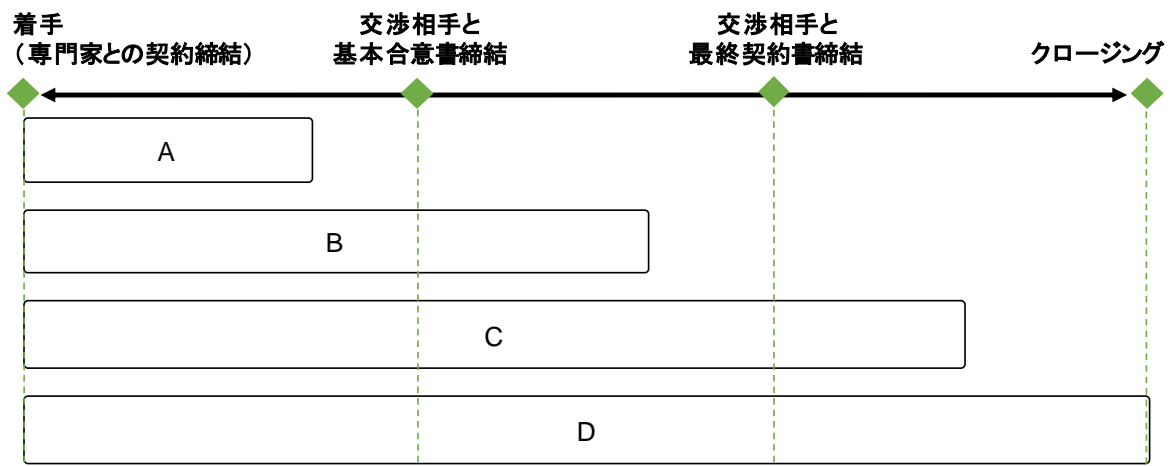 着手
（専門家との契約締結）
交渉相手と
基本合意書締結
交渉相手と
最終契約書締結
クロージング
A
B
C
D